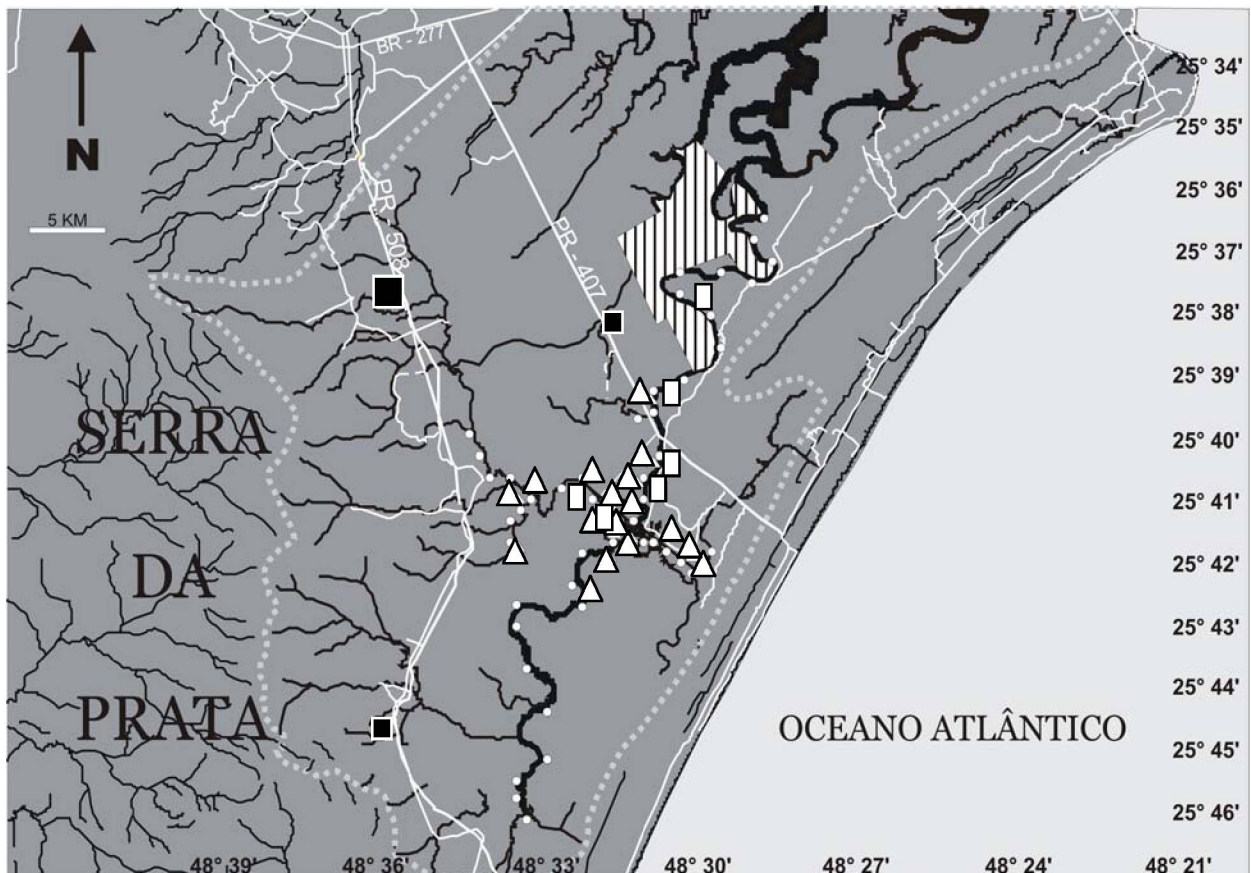 BR - 277
25° 34'
25° 35'
N
25° 36'
PR - 508
5 KM
PR - 407
25° 37'
25° 38'
25° 39'
SERRA
25° 40'
25° 41'
DA
25° 42'
25° 43'
25° 44'
PRATA
OCEANO ATLÂNTICO
25° 45'
25° 46'
48° 39'
48° 36'
48° 33'
48° 30'
48° 27'
48° 24'
48° 21'